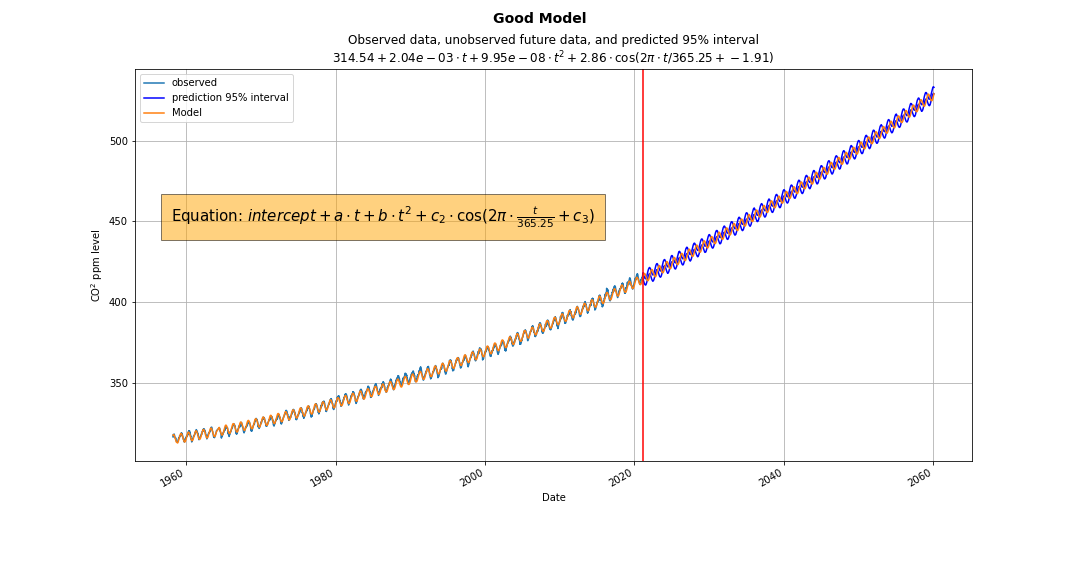 Good Model
Observed data, unobserved future data, and predicted 95% interval
314.54 + 2.04e − 03 · t + 9.95e − 08 · t² + 2.86 · cos(2π · t/365.25 + −1.91)
observed
prediction 95% interval
Model
Equation: intercept + a · t + b · t² + c₂ · cos(2π · t/365.25 + c₃)
CO² ppm level
500
450
400
350
1960
1980
2000
2020
2040
2060
Date